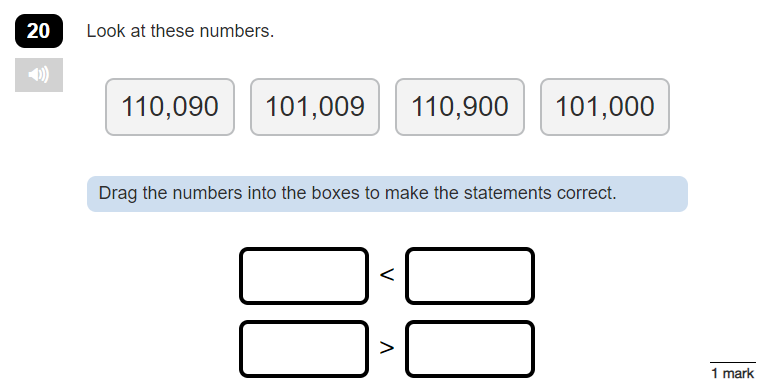 20 Look at these numbers.
110,090 101,009 110,900 101,000
Drag the numbers into the boxes to make the statements correct.
<
>
1 mark